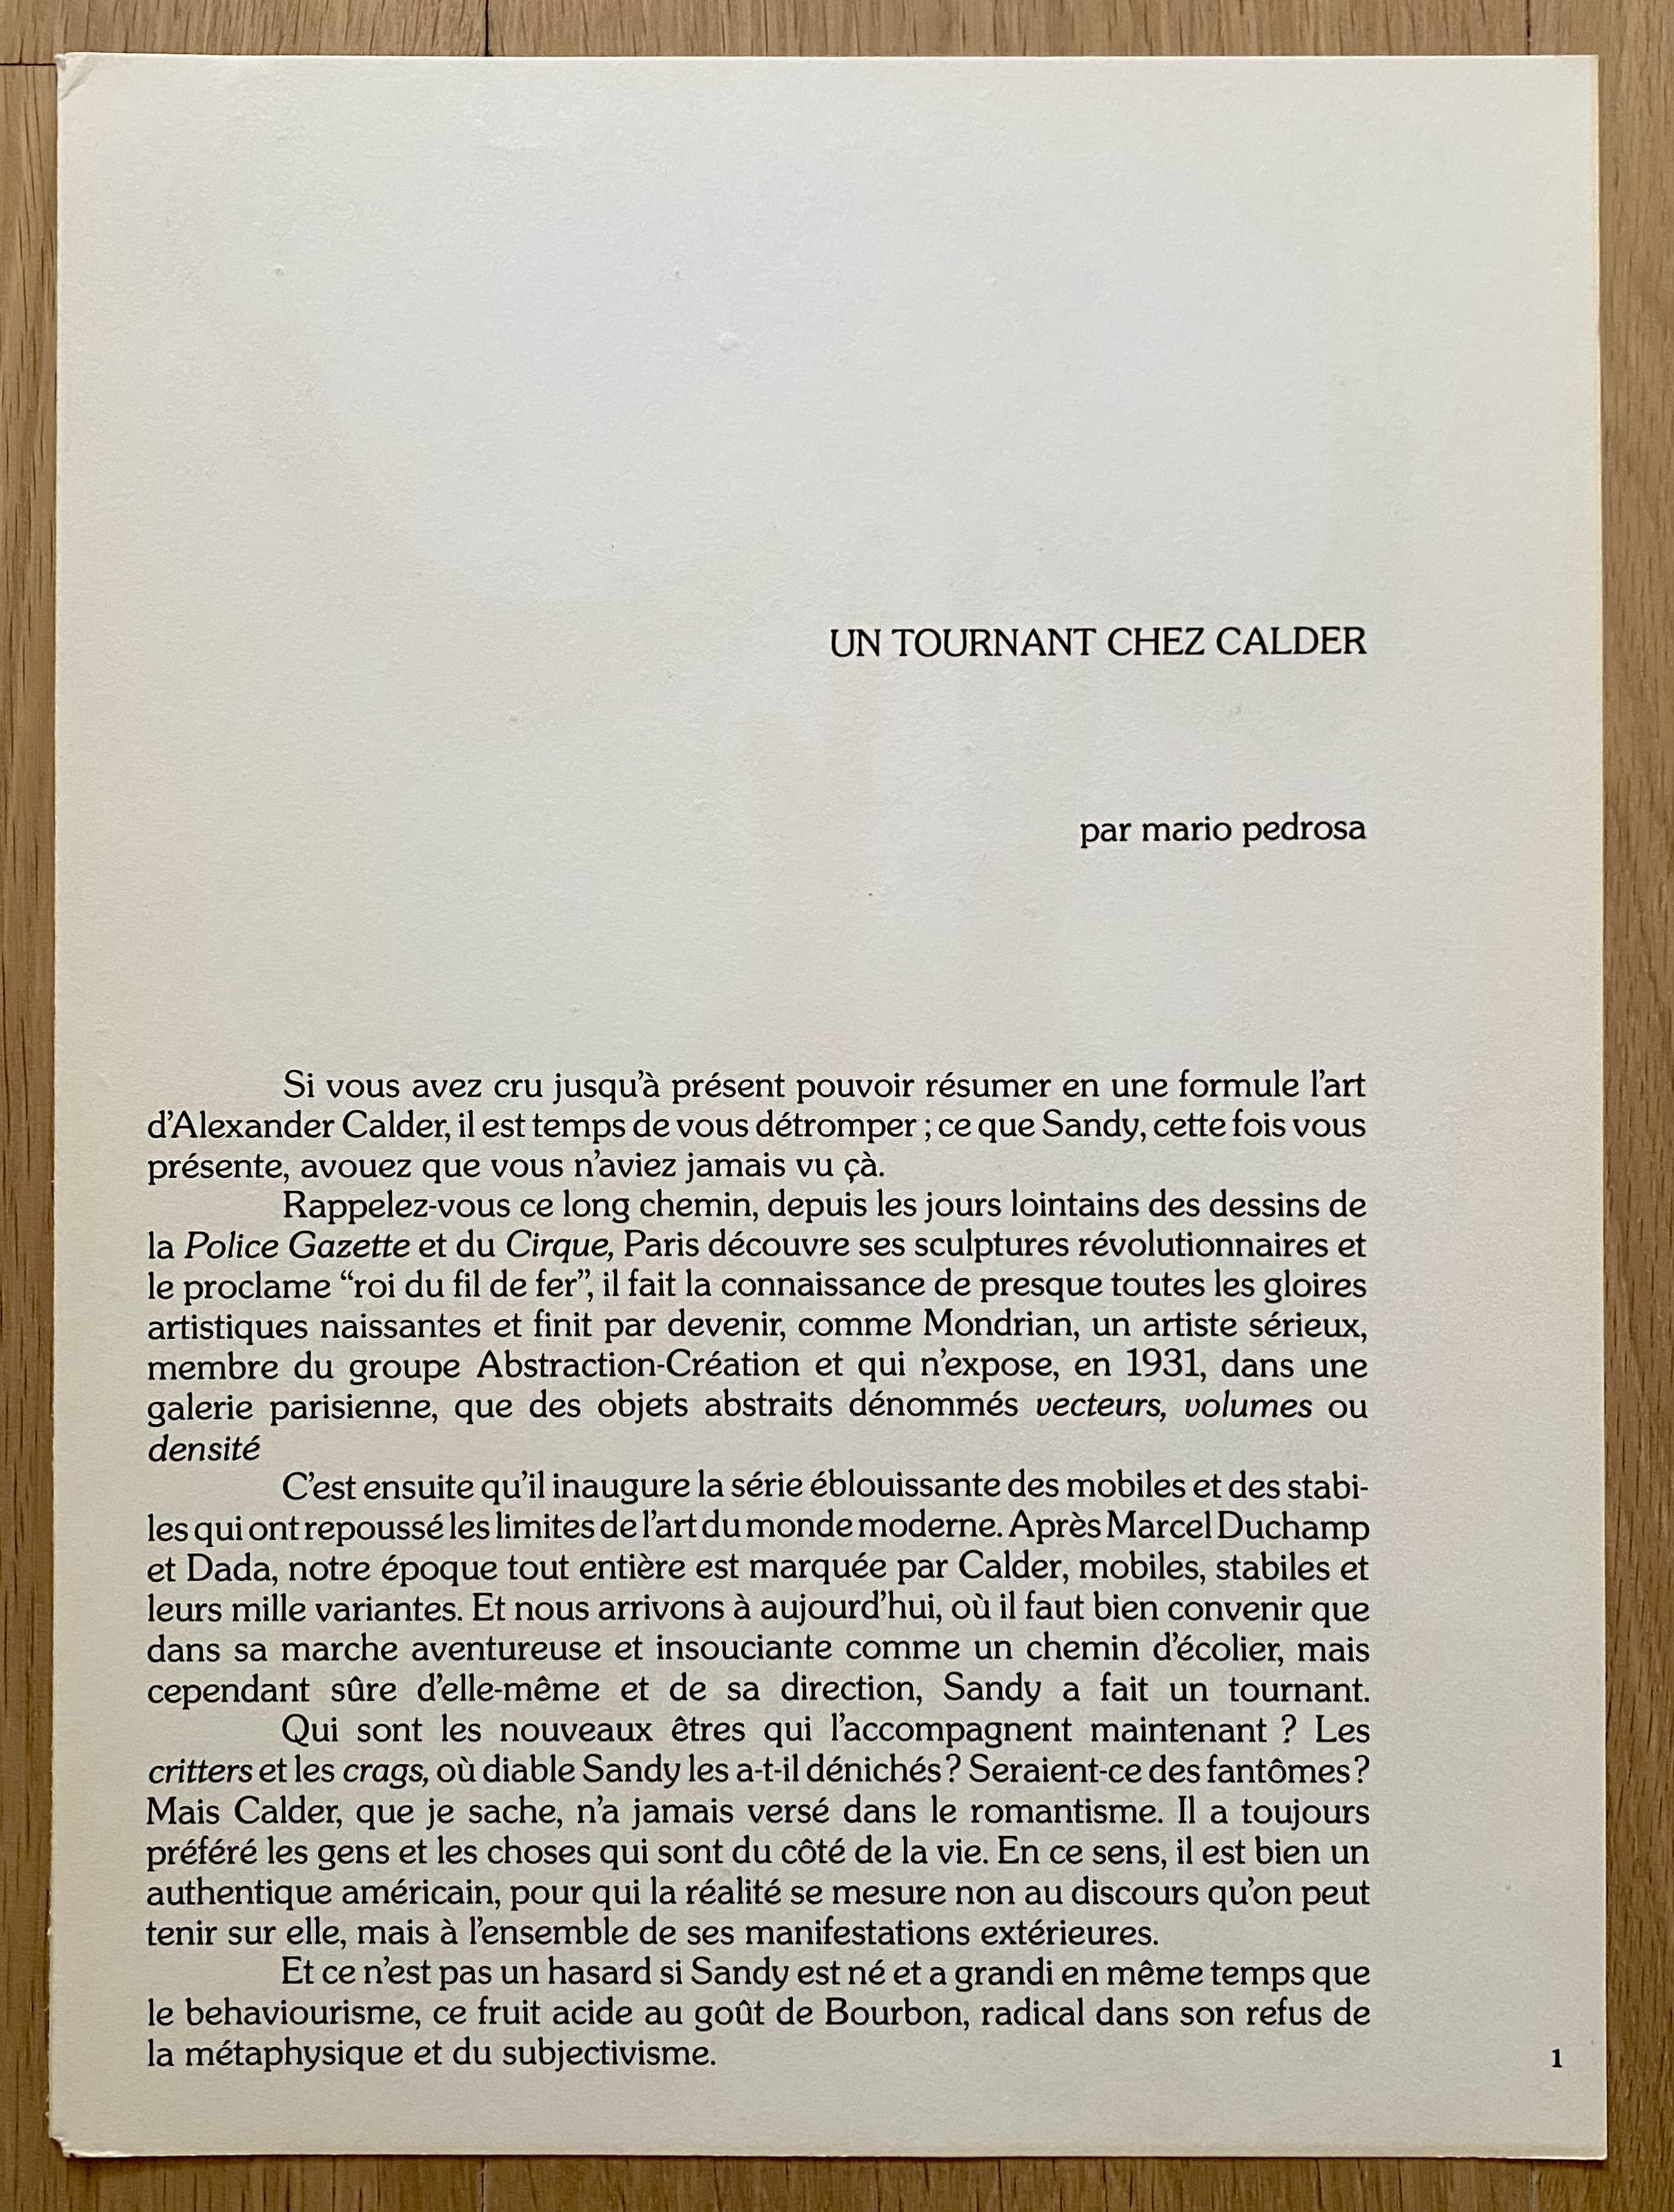 UN TOURNANT CHEZ CALDER
par mario pedrosa
Si vous avez cru jusqu'à présent pouvoir résumer en une formule l'art
d'Alexander Calder, il est temps de vous détromper ; ce que Sandy, cette fois vous
présente, avouez que vous n'aviez jamais vu çà.
Rappelez-vous ce long chemin, depuis les jours lointains des dessins de
la Police Gazette et du Cirque, Paris découvre ses sculptures révolutionnaires et
le proclame “roi du fil de fer”, il fait la connaissance de presque toutes les gloires
artistiques naissantes et finit par devenir, comme Mondrian, un artiste sérieux,
membre du groupe Abstraction-Création et qui n'expose, en 1931, dans une
galerie parisienne, que des objets abstraits dénommés vecteurs, volumes ou
densité
C'est ensuite qu'il inaugure la série éblouissante des mobiles et des stabi-
les qui ont repoussé les limites de l'art du monde moderne. Après Marcel Duchamp
et Dada, notre époque tout entière est marquée par Calder, mobiles, stabiles et
leurs mille variantes. Et nous arrivons à aujourd'hui, où il faut bien convenir que
dans sa marche aventureuse et insouciante comme un chemin d'écolier, mais
cependant sûre d'elle-même et de sa direction, Sandy a fait un tournant.
Qui sont les nouveaux êtres qui l'accompagnent maintenant ? Les
critters et les crags, où diable Sandy les a-t-il dénichés ? Seraient-ce des fantômes ?
Mais Calder, que je sache, n'a jamais versé dans le romantisme. Il a toujours
préféré les gens et les choses qui sont du côté de la vie. En ce sens, il est bien un
authentique américain, pour qui la réalité se mesure non au discours qu'on peut
tenir sur elle, mais à l'ensemble de ses manifestations extérieures.
Et ce n'est pas un hasard si Sandy est né et a grandi en même temps que
le behaviourisme, ce fruit acide au goût de Bourbon, radical dans son refus de
la métaphysique et du subjectivisme.
1